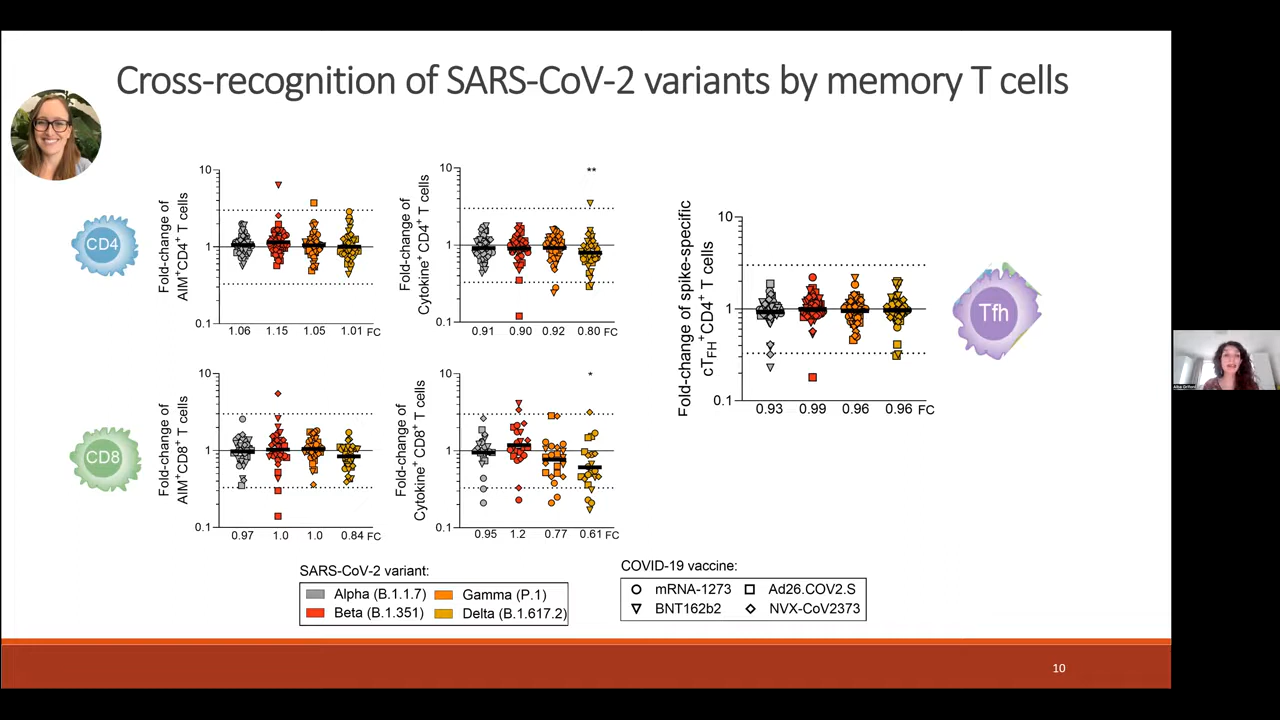 Cross-recognition of SARS-CoV-2 variants by memory T cells
CD4
Fold-change of
AIM⁺CD4⁺ T cells
10
1
0.1
1.06 1.15 1.05 1.01 FC
Fold-change of
Cytokine⁺ CD4⁺ T cells
10
1
0.1
**
0.91 0.90 0.92 0.80 FC
Fold-change of spike-specific
cT_FH⁺CD4⁺ T cells
10
1
0.1
0.93 0.99 0.96 0.96 FC
Tfh
CD8
Fold-change of
AIM⁺CD8⁺ T cells
10
1
0.1
0.97 1.0 1.0 0.84 FC
Fold-change of
Cytokine⁺ CD8⁺ T cells
10
1
0.1
*
0.95 1.2 0.77 0.61 FC
SARS-CoV-2 variant:
Alpha (B.1.1.7) Gamma (P.1)
Beta (B.1.351) Delta (B.1.617.2)
COVID-19 vaccine:
mRNA-1273 Ad26.COV2.S
BNT162b2 NVX-CoV2373
10